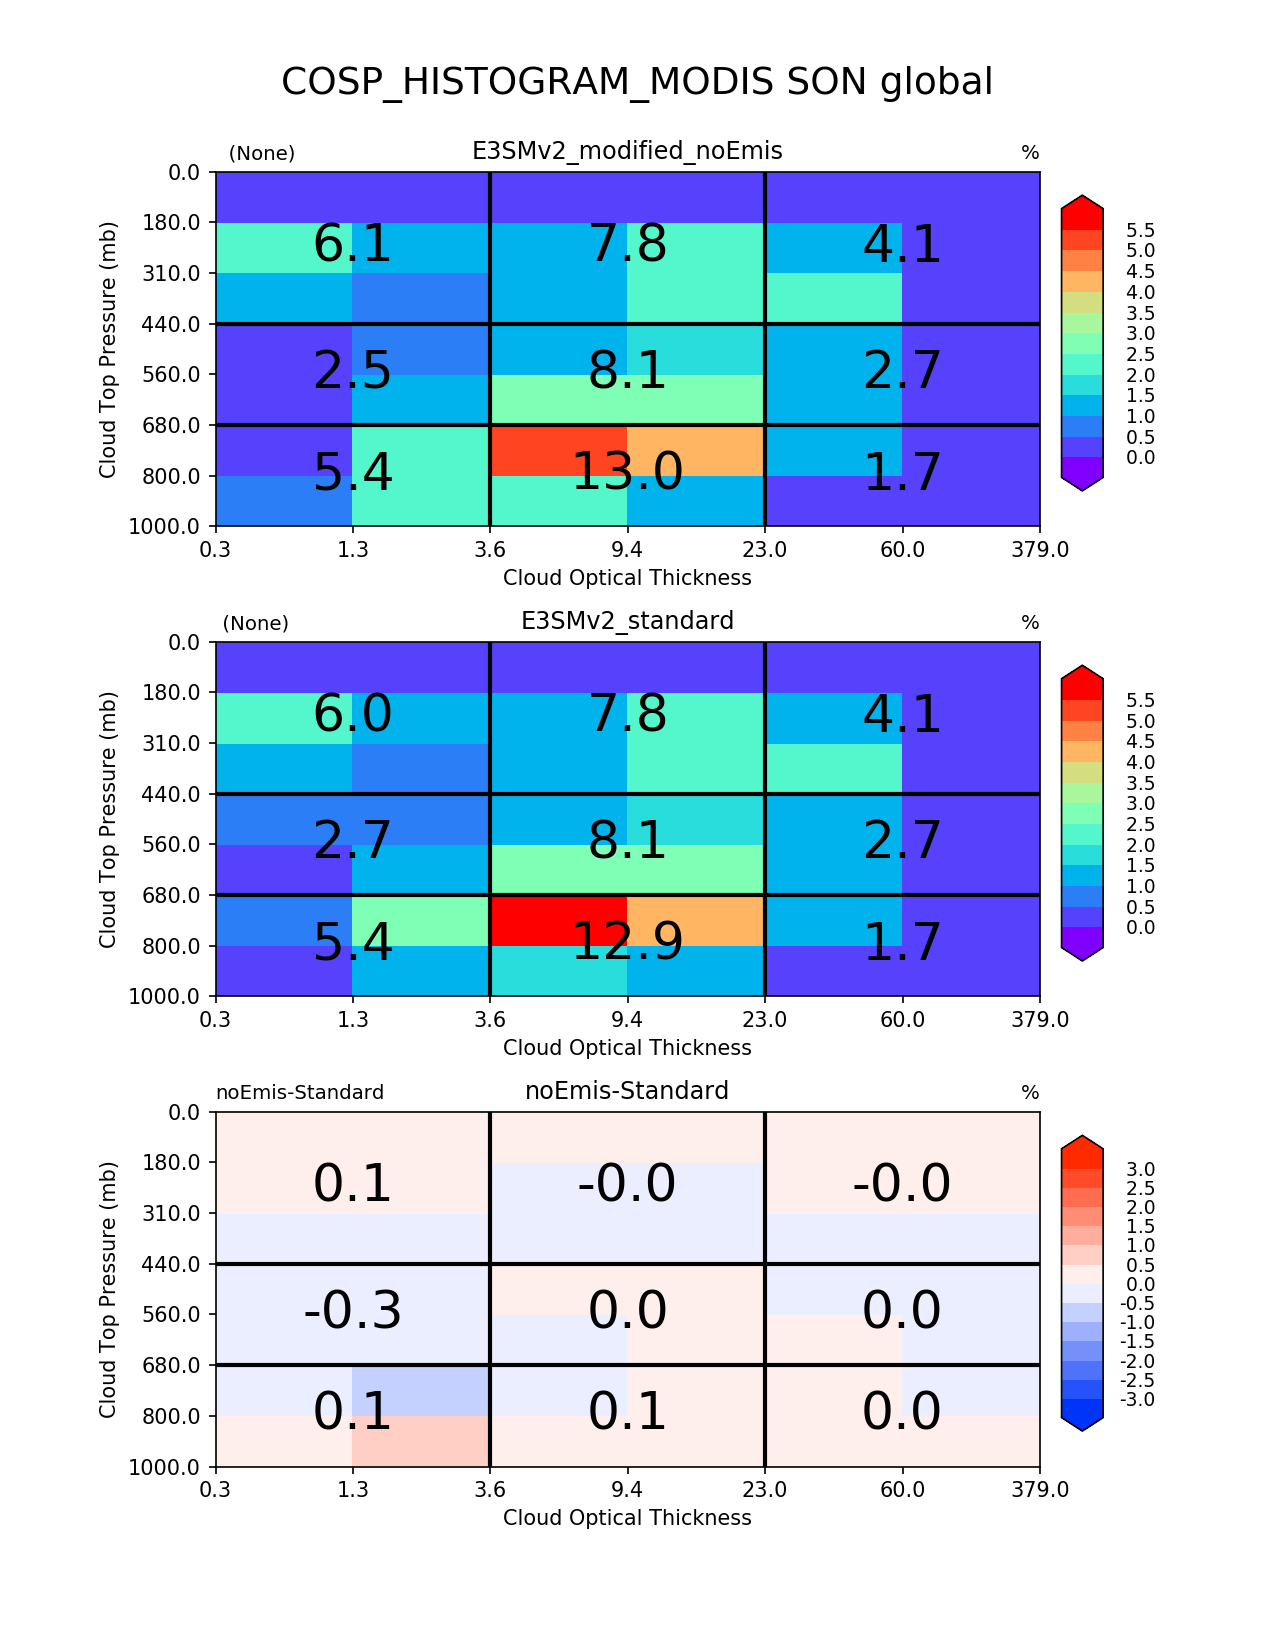 COSP_HISTOGRAM_MODIS SON global
(None) E3SMv2_modified_noEmis %
0.0
180.0
310.0
440.0
560.0
680.0
800.0
1000.0
Cloud Top Pressure (mb)
6.1 7.8 4.1
2.5 8.1 2.7
5.4 13.0 1.7
0.3 1.3 3.6 9.4 23.0 60.0 379.0
Cloud Optical Thickness
5.5
5.0
4.5
4.0
3.5
3.0
2.5
2.0
1.5
1.0
0.5
0.0
(None) E3SMv2_standard %
0.0
180.0
310.0
440.0
560.0
680.0
800.0
1000.0
Cloud Top Pressure (mb)
6.0 7.8 4.1
2.7 8.1 2.7
5.4 12.9 1.7
0.3 1.3 3.6 9.4 23.0 60.0 379.0
Cloud Optical Thickness
5.5
5.0
4.5
4.0
3.5
3.0
2.5
2.0
1.5
1.0
0.5
0.0
noEmis-Standard noEmis-Standard %
0.0
180.0
310.0
440.0
560.0
680.0
800.0
1000.0
Cloud Top Pressure (mb)
0.1 -0.0 -0.0
-0.3 0.0 0.0
0.1 0.1 0.0
0.3 1.3 3.6 9.4 23.0 60.0 379.0
Cloud Optical Thickness
3.0
2.5
2.0
1.5
1.0
0.5
0.0
-0.5
-1.0
-1.5
-2.0
-2.5
-3.0